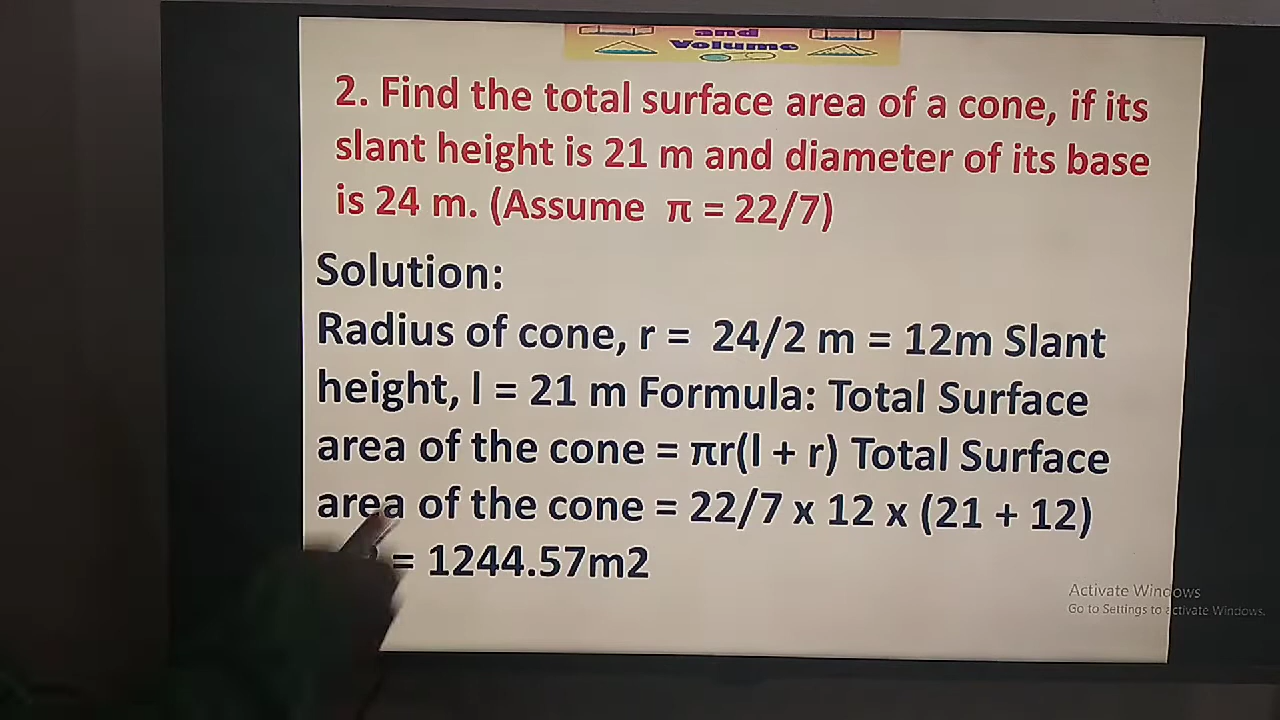 and
Volume
2. Find the total surface area of a cone, if its
slant height is 21 m and diameter of its base
is 24 m. (Assume π = 22/7)
Solution:
Radius of cone, r = 24/2 m = 12m Slant
height, l = 21 m Formula: Total Surface
area of the cone = πr(l + r) Total Surface
area of the cone = 22/7 x 12 x (21 + 12)
= 1244.57m2
Activate Windows
Go to Settings to activate Windows.